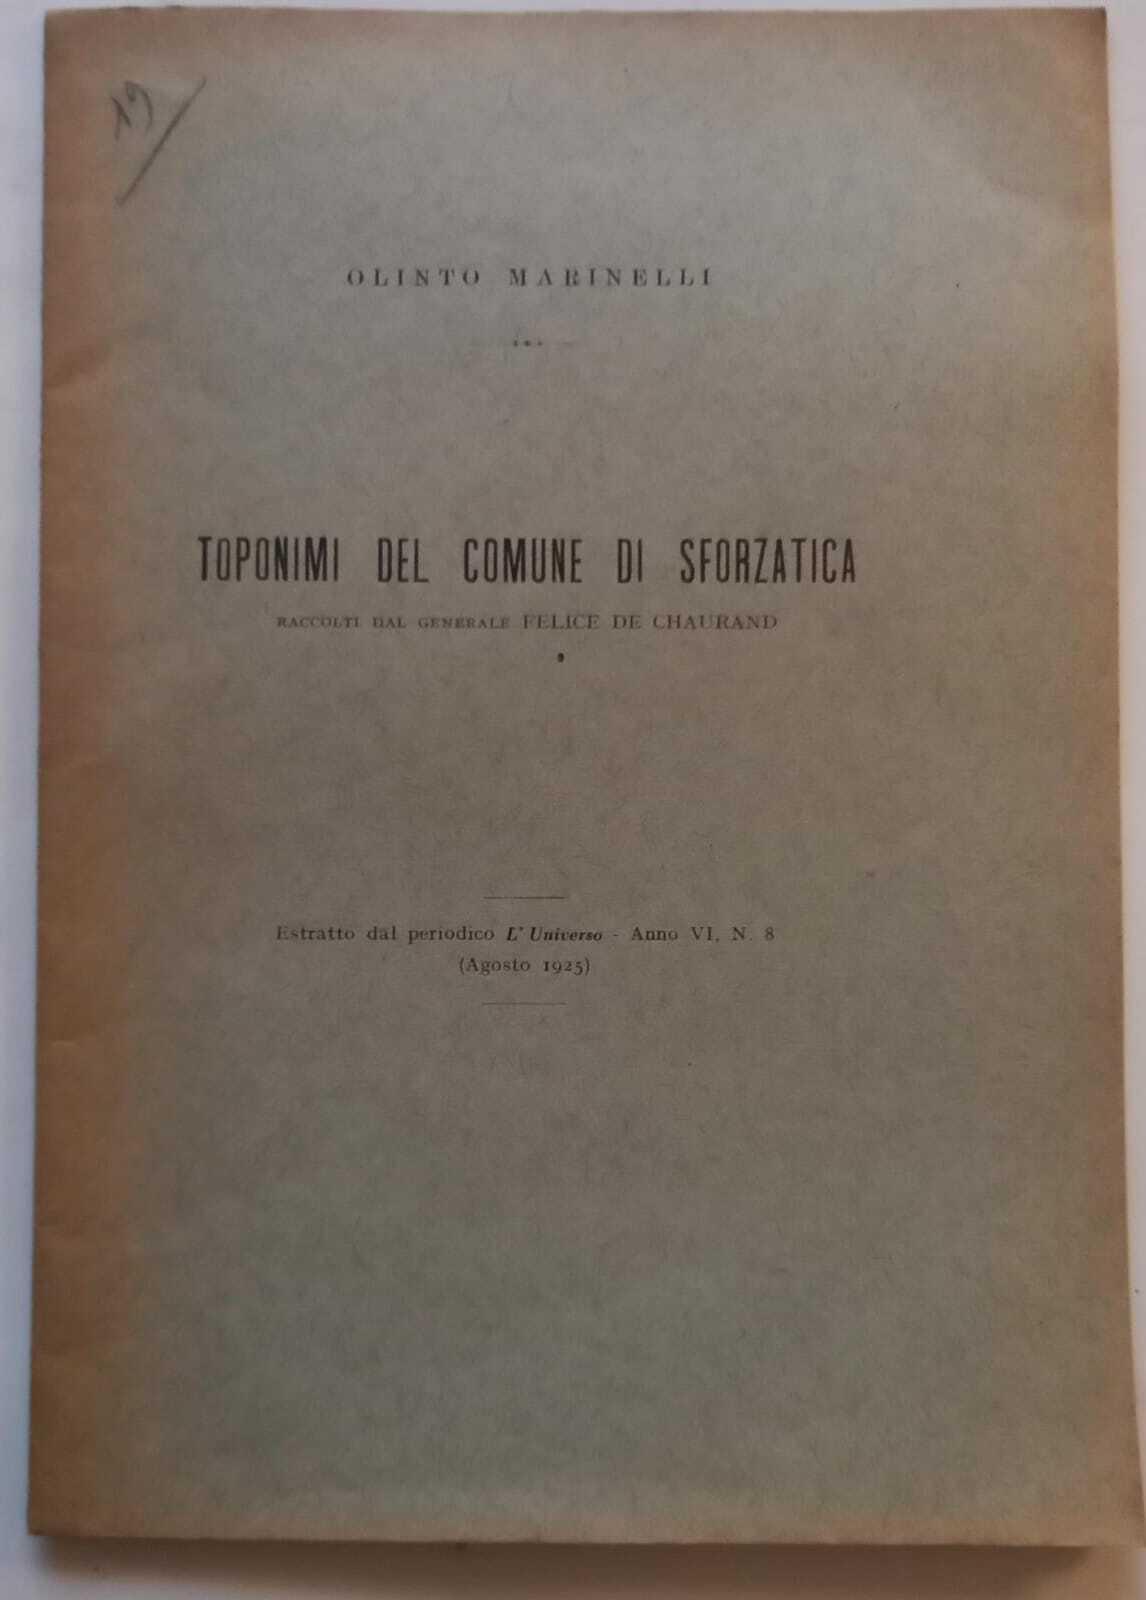 19
OLINTO MARINELLI
TOPONIMI DEL COMUNE DI SFORZATICA
RACCOLTI DAL GENERALE FELICE DE CHAURAND
Estratto dal periodico L' Universo - Anno VI, N. 8
(Agosto 1925)